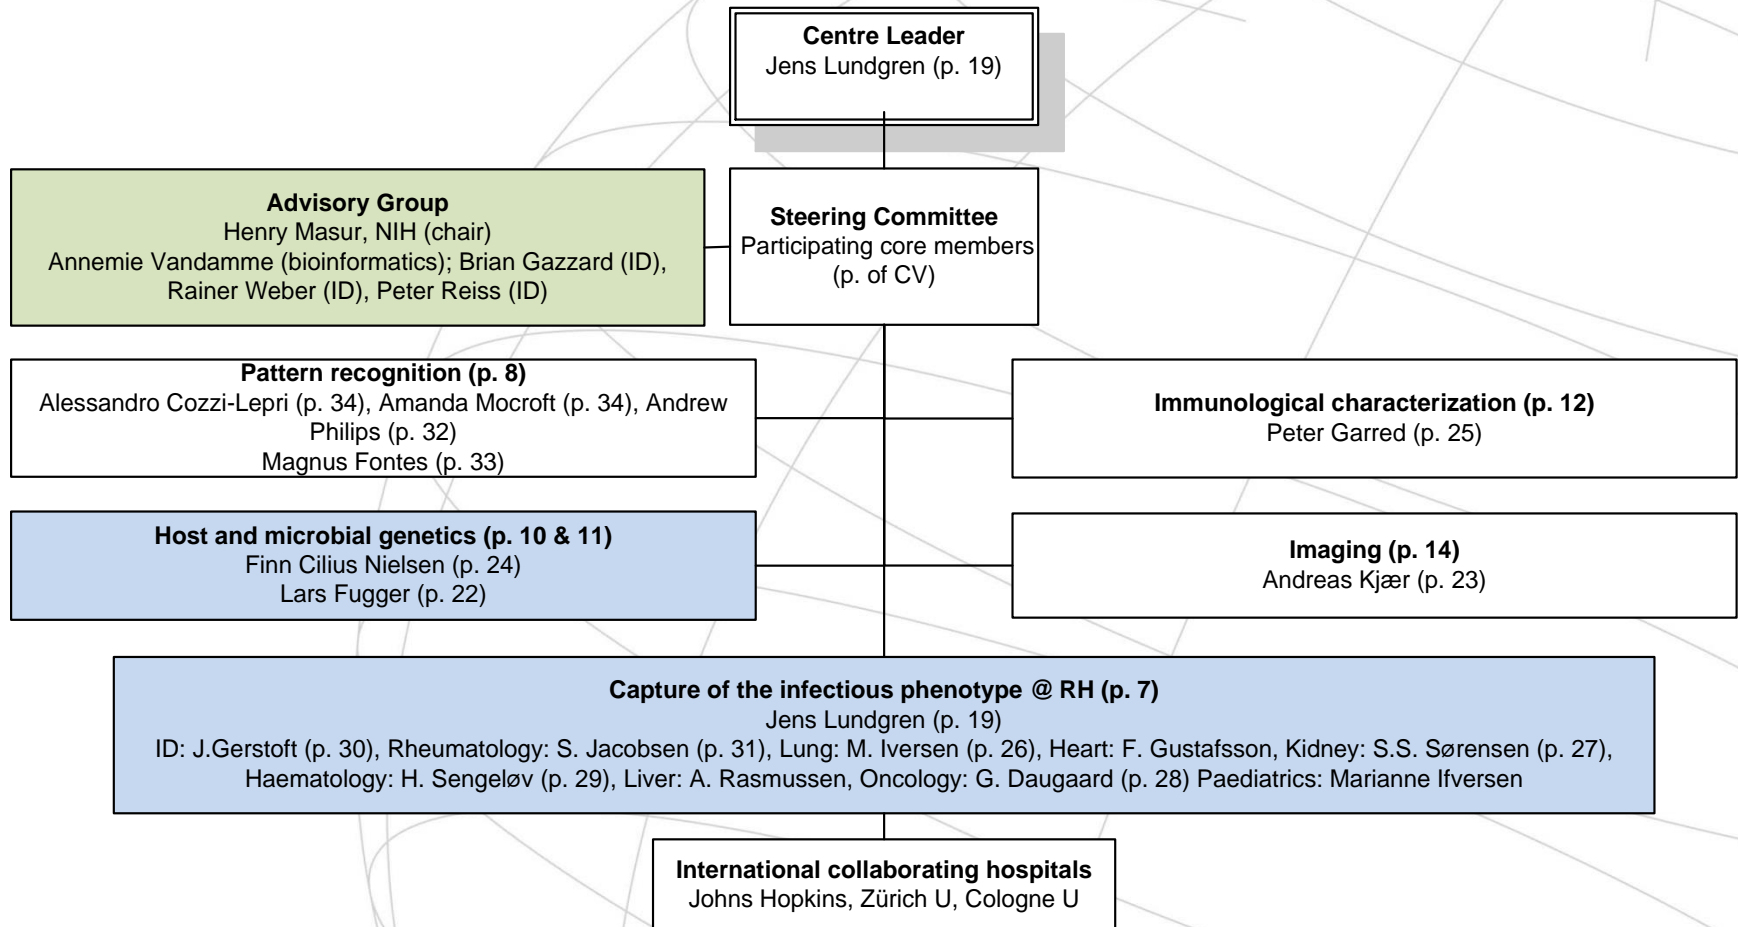 Centre Leader
Jens Lundgren (p. 19)
Advisory Group
Henry Masur, NIH (chair)
Annemie Vandamme (bioinformatics); Brian Gazzard (ID),
Rainer Weber (ID), Peter Reiss (ID)
Steering Committee
Participating core members
(p. of CV)
Pattern recognition (p. 8)
Alessandro Cozzi-Lepri (p. 34), Amanda Mocroft (p. 34), Andrew
Philips (p. 32)
Magnus Fontes (p. 33)
Immunological characterization (p. 12)
Peter Garred (p. 25)
Host and microbial genetics (p. 10 & 11)
Finn Cilius Nielsen (p. 24)
Lars Fugger (p. 22)
Imaging (p. 14)
Andreas Kjær (p. 23)
Capture of the infectious phenotype @ RH (p. 7)
Jens Lundgren (p. 19)
ID: J.Gerstoft (p. 30), Rheumatology: S. Jacobsen (p. 31), Lung: M. Iversen (p. 26), Heart: F. Gustafsson, Kidney: S.S. Sørensen (p. 27),
Haematology: H. Sengeløv (p. 29), Liver: A. Rasmussen, Oncology: G. Daugaard (p. 28) Paediatrics: Marianne Ifversen
International collaborating hospitals
Johns Hopkins, Zürich U, Cologne U